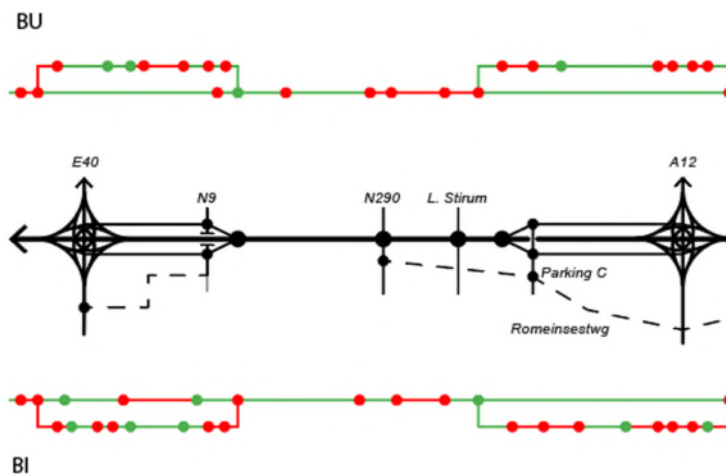 BU
E40
A12
N9
N290
L. Stirum
Parking C
Romeinsestwg
BI